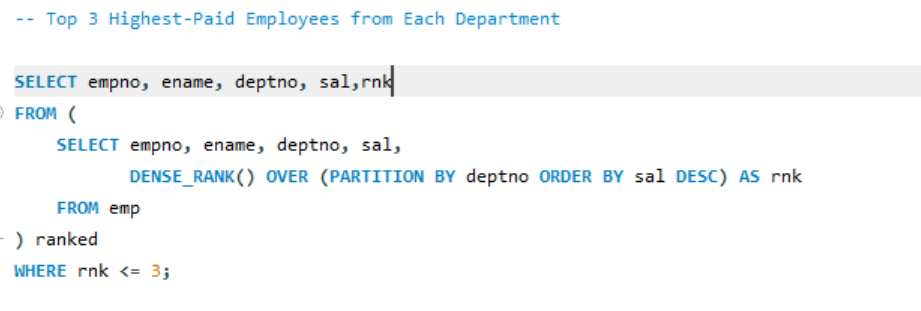 -- Top 3 Highest-Paid Employees from Each Department
SELECT empno, ename, deptno, sal,rnk
FROM (
SELECT empno, ename, deptno, sal,
DENSE_RANK() OVER (PARTITION BY deptno ORDER BY sal DESC) AS rnk
FROM emp
) ranked
WHERE rnk <= 3;